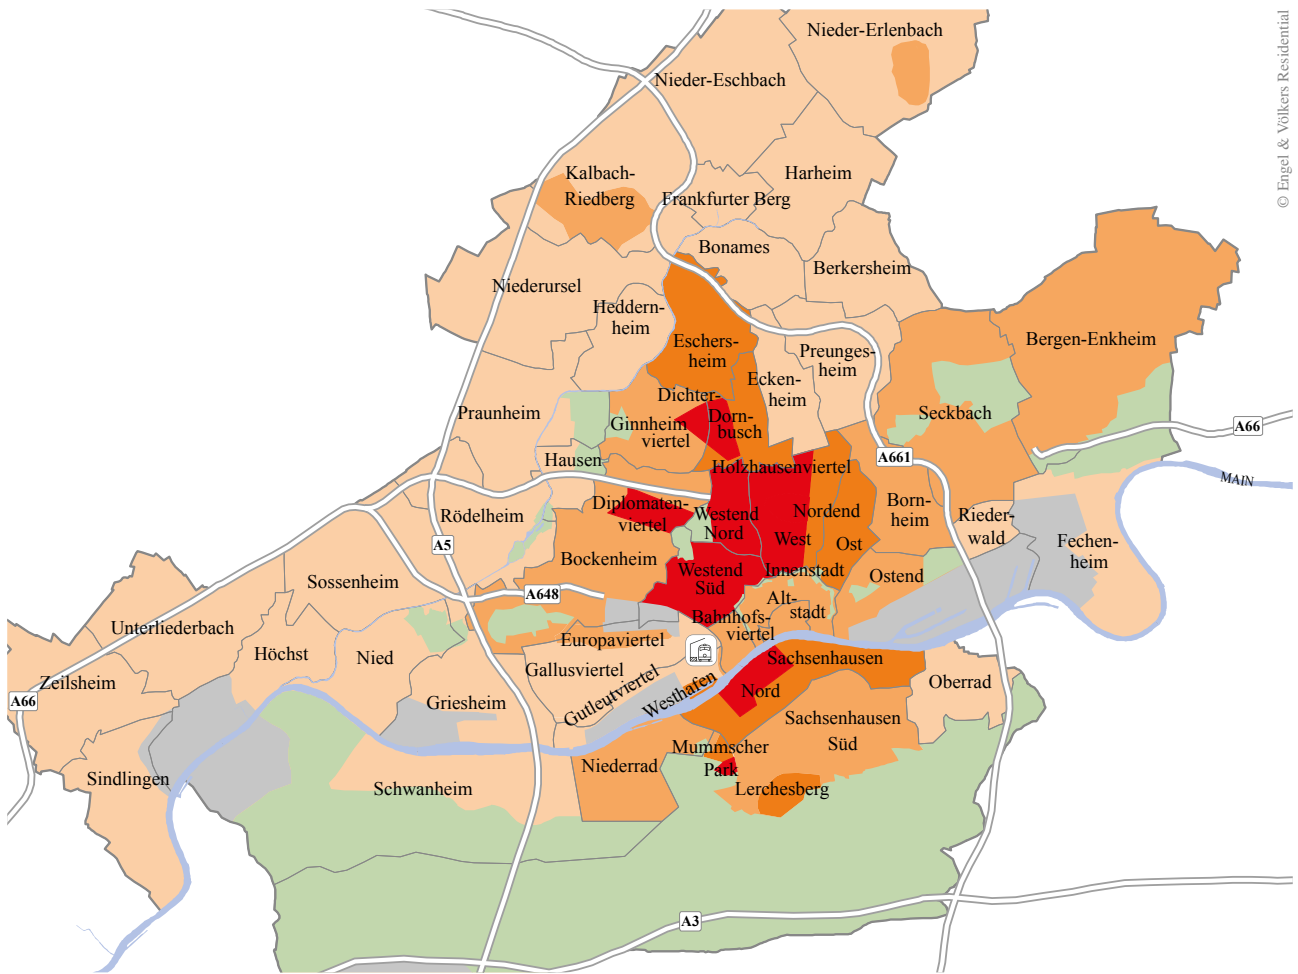 Nieder-Erlenbach
© Engel & Völkers Residential
Nieder-Eschbach
Kalbach-
Riedberg
Harheim
Frankfurter Berg
Bonames
Berkersheim
Niederursel
Heddern-
heim
Eschers-
heim
Preunges-
heim
Ecken-
heim
Bergen-Enkheim
Dichter-
viertel
Dorn-
busch
Ginnheim
Praunheim
Seckbach
A66
Hausen
Holzhausenviertel
A661
MAIN
Diplomaten-
viertel
Westend
Nord
Nordend
West
Ost
Born-
heim
Rieder-
wald
Fechen-
heim
Rödelheim
A5
Bockenheim
Westend
Süd
Innenstadt
Ostend
Sossenheim
A648
Alt-
stadt
Bahnhofs-
viertel
Unterliederbach
Höchst
Nied
Europaviertel
Gallusviertel
Gutleutviertel
Westhafen
Sachsenhausen
Nord
Oberrad
Zeilsheim
A66
Griesheim
Sachsenhausen
Süd
Mummscher
Park
Niederrad
Lerchesberg
Sindlingen
Schwanheim
A3